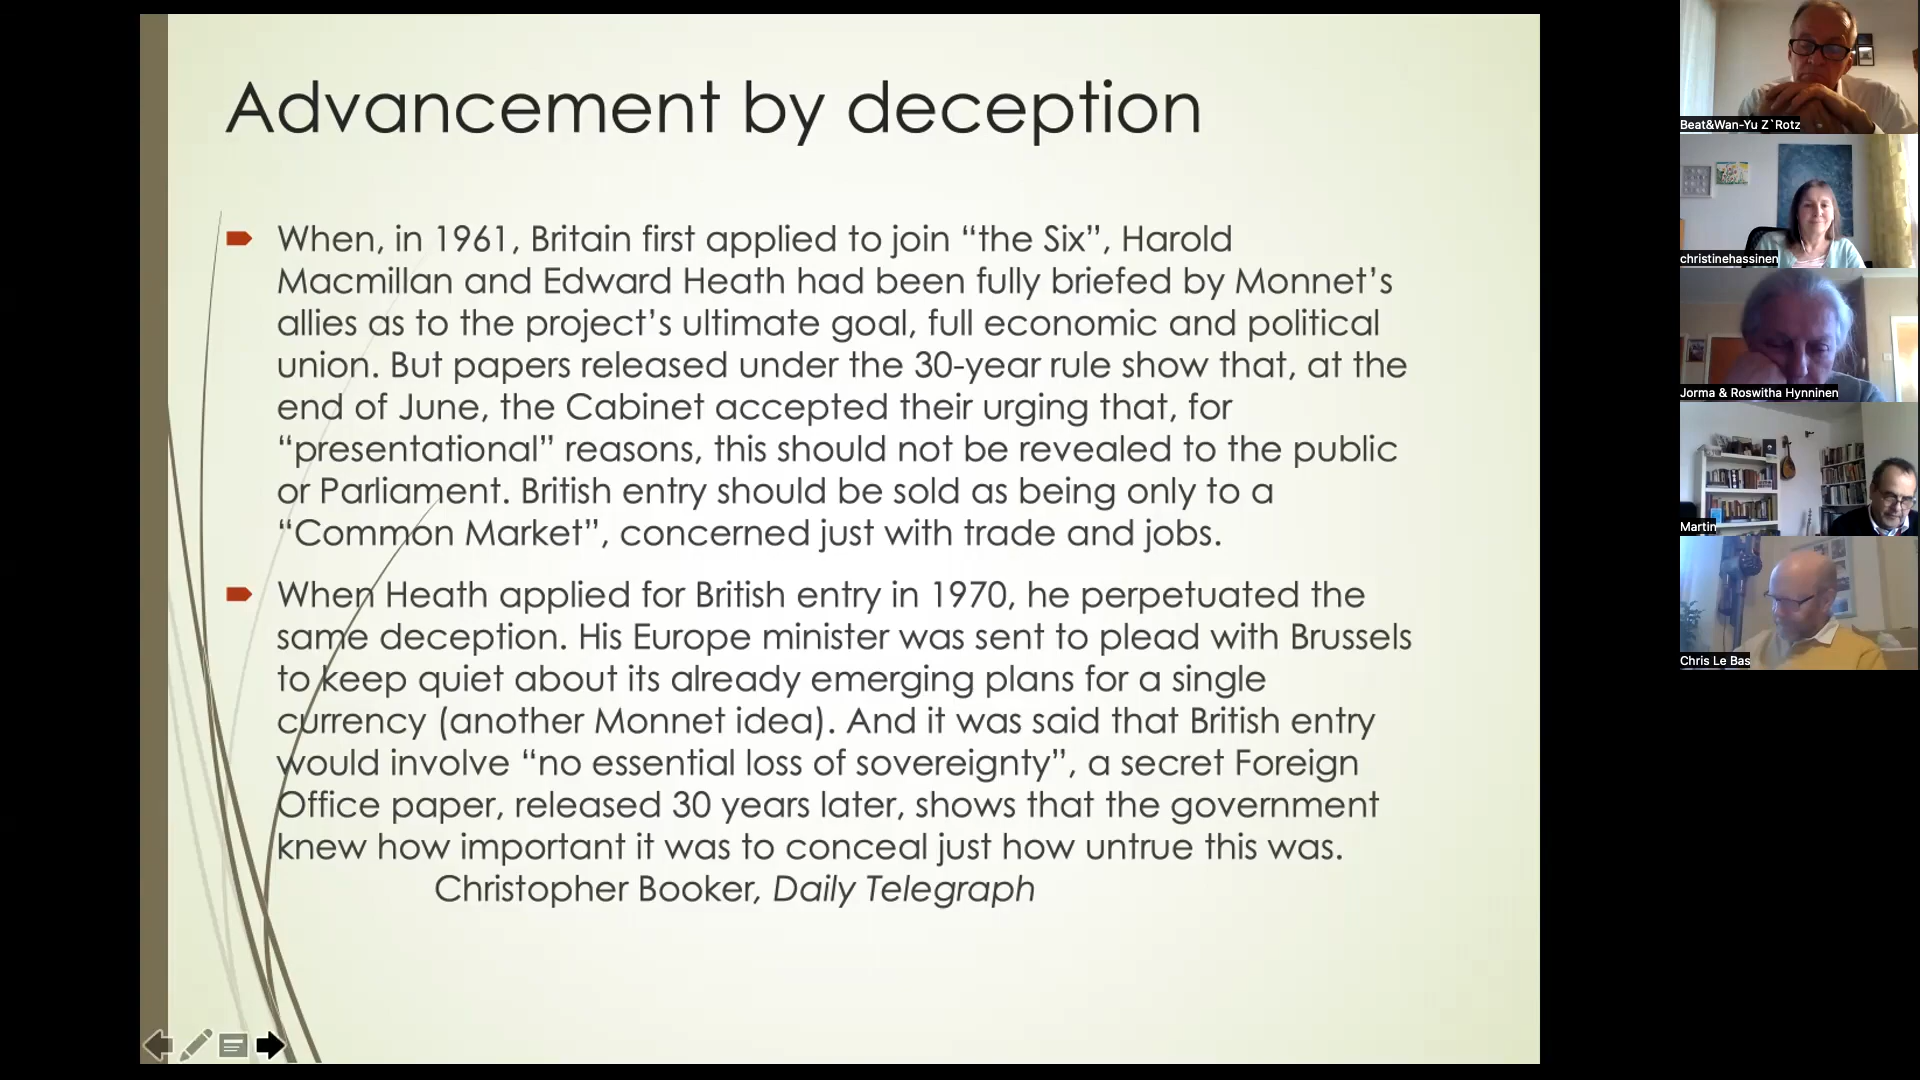 Advancement by deception
When, in 1961, Britain first applied to join “the Six”, Harold
Macmillan and Edward Heath had been fully briefed by Monnet’s
allies as to the project’s ultimate goal, full economic and political
union. But papers released under the 30-year rule show that, at the
end of June, the Cabinet accepted their urging that, for
“presentational” reasons, this should not be revealed to the public
or Parliament. British entry should be sold as being only to a
“Common Market”, concerned just with trade and jobs.
When Heath applied for British entry in 1970, he perpetuated the
same deception. His Europe minister was sent to plead with Brussels
to keep quiet about its already emerging plans for a single
currency (another Monnet idea). And it was said that British entry
would involve “no essential loss of sovereignty”, a secret Foreign
Office paper, released 30 years later, shows that the government
knew how important it was to conceal just how untrue this was.
Christopher Booker, Daily Telegraph
Beat&Wan-Yu Z`Rotz
christinehassinen
Jorma & Roswitha Hynninen
Martin
Chris Le Bas